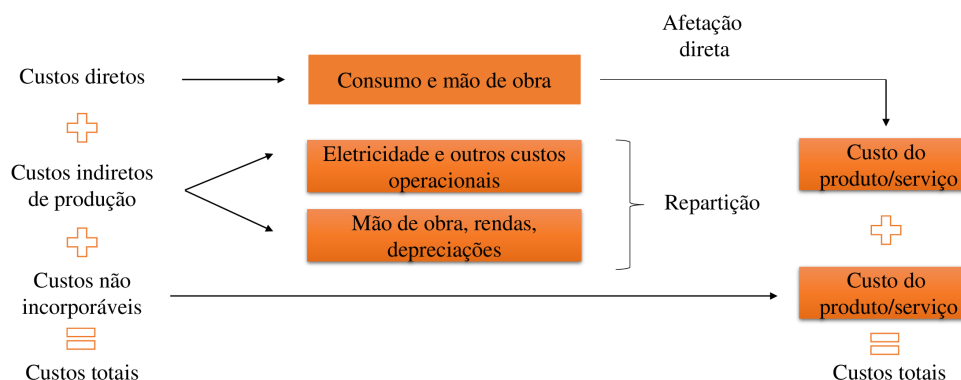 Afetação
direta
Custos diretos
Consumo e mão de obra
Custos indiretos
de produção
Eletricidade e outros custos
operacionais
Mão de obra, rendas,
depreciações
Repartição
Custo do
produto/serviço
Custos não
incorporáveis
Custo do
produto/serviço
Custos totais
Custos totais